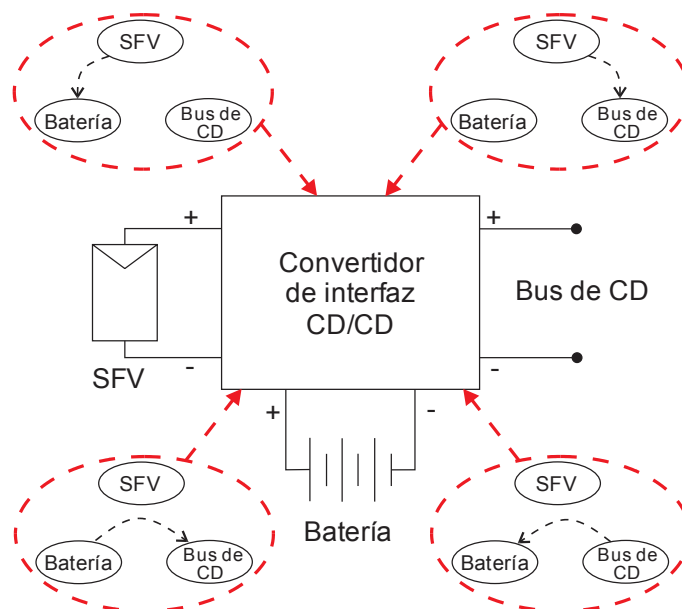 SFV
Batería
Bus de
CD
SFV
Batería
Bus de
CD
+
-
SFV
Convertidor
de interfaz
CD/CD
+
-
Bus de CD
+
-
Batería
SFV
Batería
Bus de
CD
SFV
Batería
Bus de
CD